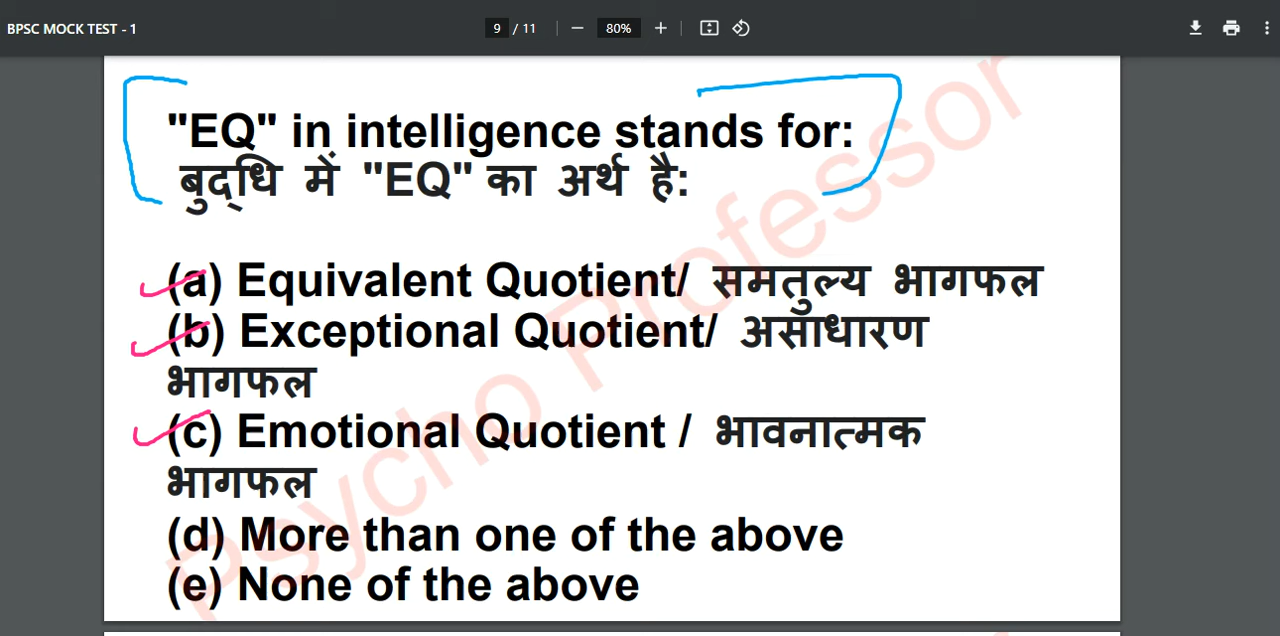 BPSC MOCK TEST - 1 9 / 11 80%
"EQ" in intelligence stands for:
बुद्धि में "EQ" का अर्थ है:
(a) Equivalent Quotient/ समतुल्य भागफल
(b) Exceptional Quotient/ असाधारण
भागफल
(c) Emotional Quotient / भावनात्मक
भागफल
(d) More than one of the above
(e) None of the above
Psycho Professor